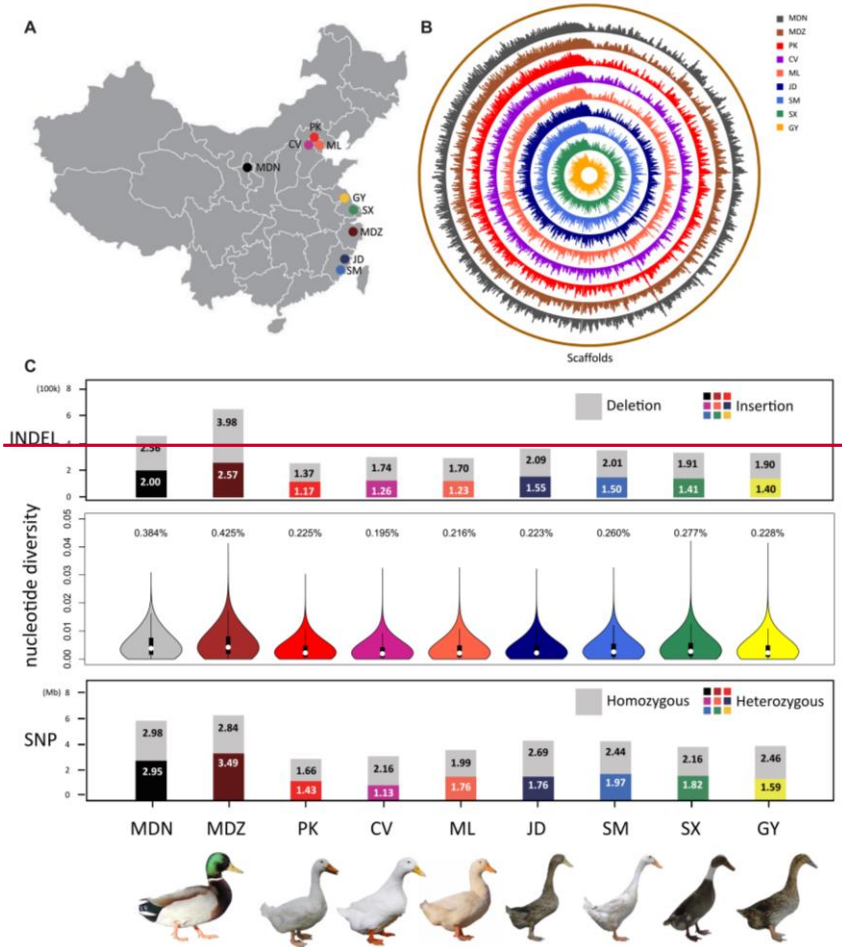 A
PK
CV
ML
MDN
GY
SX
MDZ
JD
SM
B
MDN
MDZ
PK
CV
ML
JD
SM
SX
GY
Scaffolds
C
(100k)
8
6
4
2
0
INDEL
Deletion
Insertion
2.56 3.98 1.37 1.74 1.70 2.09 2.01 1.91 1.90
2.00 2.57 1.17 1.26 1.23 1.55 1.50 1.41 1.40
nucleotide diversity
0.05
0.04
0.03
0.02
0.01
0.00
0.384% 0.425% 0.225% 0.195% 0.216% 0.223% 0.260% 0.277% 0.228%
(Mb)
8
6
4
2
0
SNP
Homozygous
Heterozygous
2.98 2.84 1.66 2.16 1.99 2.69 2.44 2.16 2.46
2.95 3.49 1.43 1.13 1.76 1.76 1.97 1.82 1.59
MDN MDZ PK CV ML JD SM SX GY